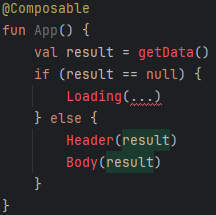 @Composable
fun App() {
    val result = getData()
    if (result == null) {
        Loading(...)
    } else {
        Header(result)
        Body(result)
    }
}